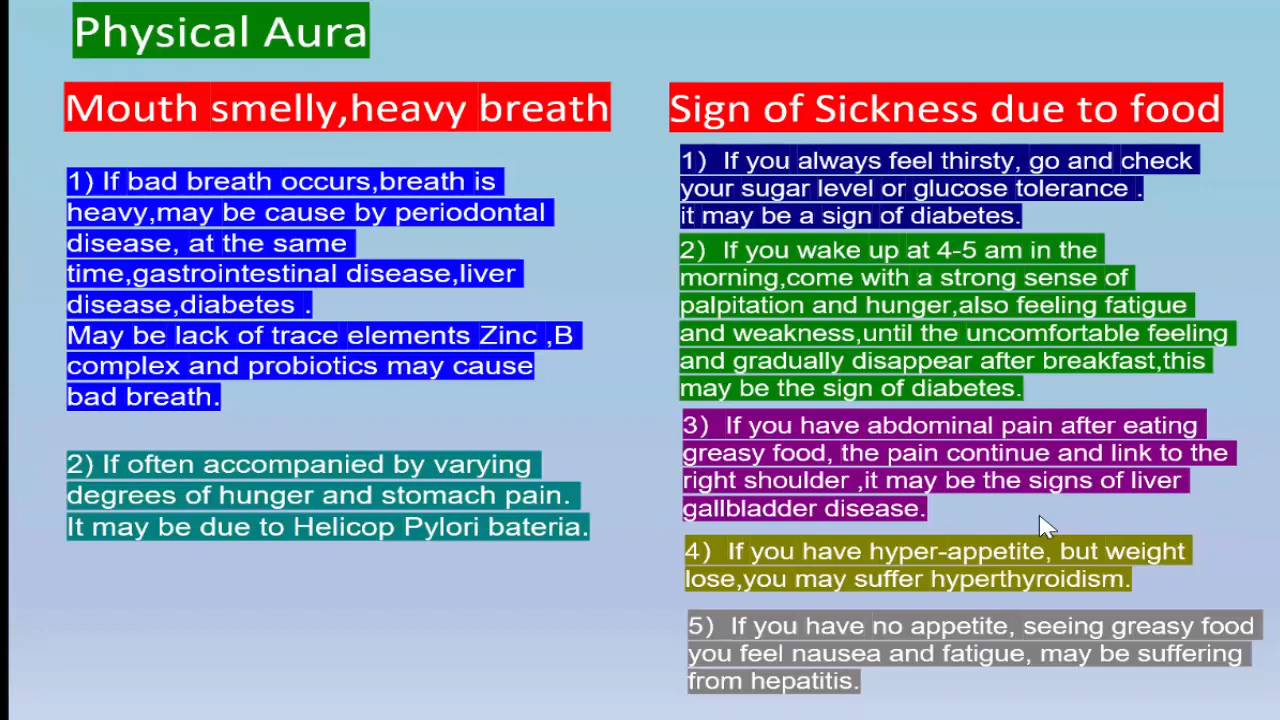 Physical Aura
Mouth smelly,heavy breath
1) If bad breath occurs,breath is
heavy,may be cause by periodontal
disease, at the same
time,gastrointestinal disease,liver
disease,diabetes .
May be lack of trace elements Zinc ,B
complex and probiotics may cause
bad breath.
2) If often accompanied by varying
degrees of hunger and stomach pain.
It may be due to Helicop Pylori bateria.
Sign of Sickness due to food
1) If you always feel thirsty, go and check
your sugar level or glucose tolerance .
it may be a sign of diabetes.
2) If you wake up at 4-5 am in the
morning,come with a strong sense of
palpitation and hunger,also feeling fatigue
and weakness,until the uncomfortable feeling
and gradually disappear after breakfast,this
may be the sign of diabetes.
3) If you have abdominal pain after eating
greasy food, the pain continue and link to the
right shoulder ,it may be the signs of liver
gallbladder disease.
4) If you have hyper-appetite, but weight
lose,you may suffer hyperthyroidism.
5) If you have no appetite, seeing greasy food
you feel nausea and fatigue, may be suffering
from hepatitis.